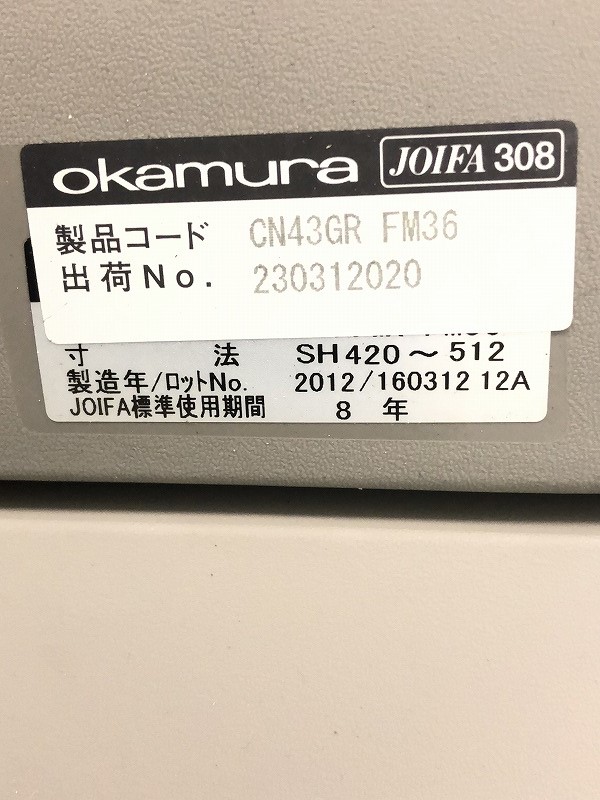 okamura JOIFA 308
製品コード CN43GR FM36
出荷No. 230312020
寸 法 SH420～512
製造年/ロットNo. 2012/160312 12A
JOIFA標準使用期間 8 年